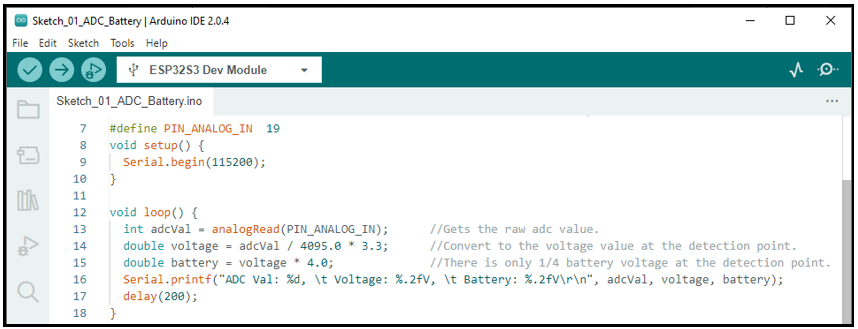 Sketch_01_ADC_Battery | Arduino IDE 2.0.4
File Edit Sketch Tools Help
ESP32S3 Dev Module
Sketch_01_ADC_Battery.ino
7 #define PIN_ANALOG_IN  19
8 void setup() {
9   Serial.begin(115200);
10 }
11
12 void loop() {
13   int adcVal = analogRead(PIN_ANALOG_IN);      //Gets the raw adc value.
14   double voltage = adcVal / 4095.0 * 3.3;      //Convert to the voltage value at the detection point.
15   double battery = voltage * 4.0;              //There is only 1/4 battery voltage at the detection point.
16   Serial.printf("ADC Val: %d, \t Voltage: %.2fV, \t Battery: %.2fV\r\n", adcVal, voltage, battery);
17   delay(200);
18 }